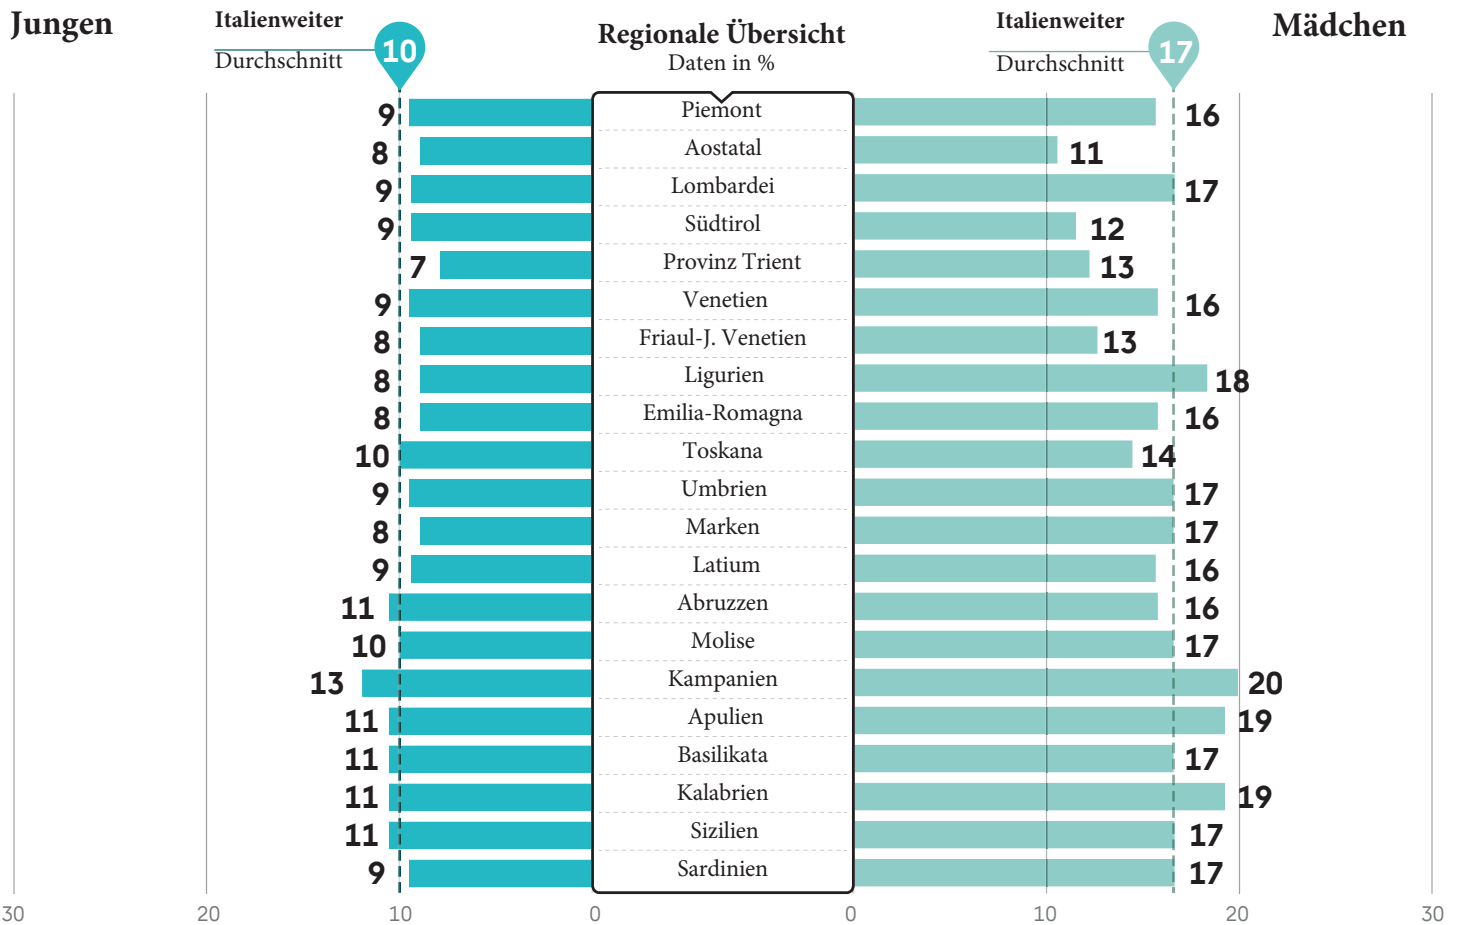 Jungen
Italienweiter
Durchschnitt
10
Regionale Übersicht
Daten in %
Italienweiter
Durchschnitt
17
Mädchen
9 Piemont 16
8 Aostatal 11
9 Lombardei 17
9 Südtirol 12
7 Provinz Trient 13
9 Venetien 16
8 Friaul-J. Venetien 13
8 Ligurien 18
8 Emilia-Romagna 16
10 Toskana 14
9 Umbrien 17
8 Marken 17
9 Latium 16
11 Abruzzen 16
10 Molise 17
13 Kampanien 20
11 Apulien 19
11 Basilikata 17
11 Kalabrien 19
11 Sizilien 17
9 Sardinien 17
30 20 10 0 0 10 20 30